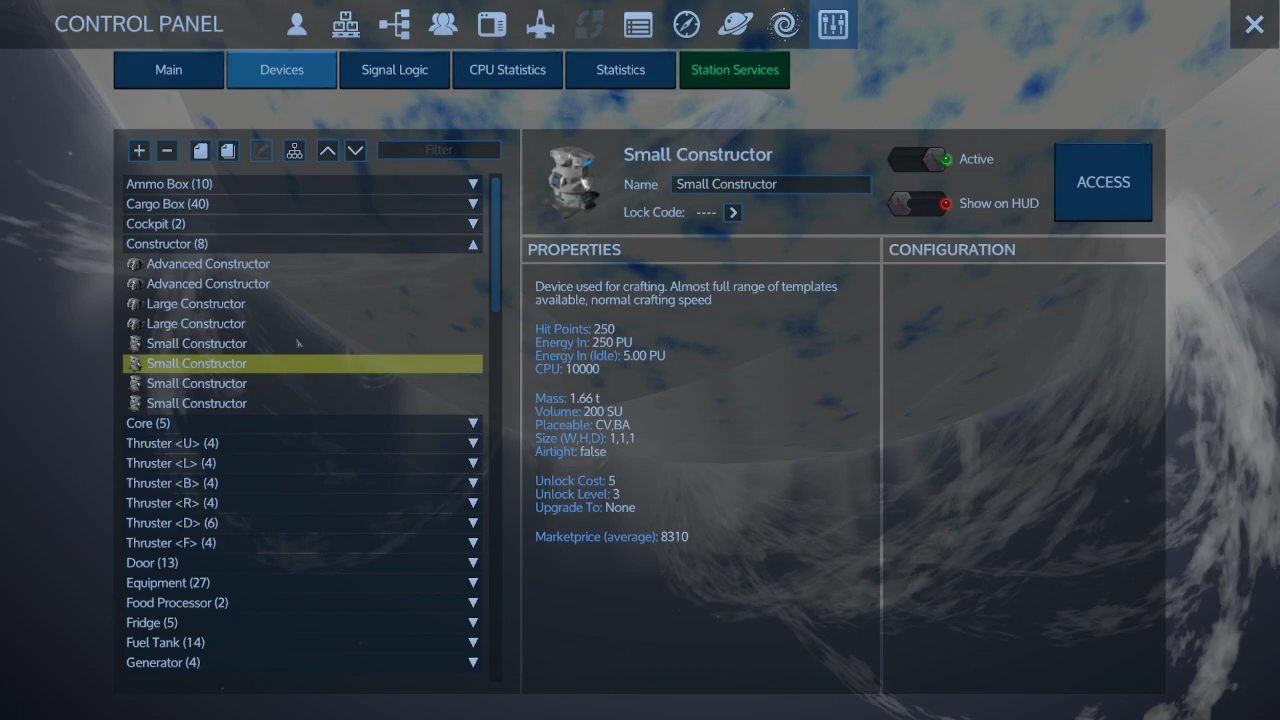 CONTROL PANEL
Main
Devices
Signal Logic
CPU Statistics
Statistics
Station Services
Filter
Ammo Box (10)
Cargo Box (40)
Cockpit (2)
Constructor (8)
Advanced Constructor
Advanced Constructor
Large Constructor
Large Constructor
Small Constructor
Small Constructor
Small Constructor
Small Constructor
Core (5)
Thruster <U> (4)
Thruster <L> (4)
Thruster <B> (4)
Thruster <R> (4)
Thruster <D> (6)
Thruster <F> (4)
Door (13)
Equipment (27)
Food Processor (2)
Fridge (5)
Fuel Tank (14)
Generator (4)
Small Constructor
Name Small Constructor
Lock Code: ----
Active
Show on HUD
ACCESS
PROPERTIES
Device used for crafting. Almost full range of templates
available, normal crafting speed
Hit Points: 250
Energy In: 250 PU
Energy In (Idle): 5.00 PU
CPU: 10000
Mass: 1.66 t
Volume: 200 SU
Placeable: CV,BA
Size (W,H,D): 1,1,1
Airtight: false
Unlock Cost: 5
Unlock Level: 3
Upgrade To: None
Marketprice (average): 8310
CONFIGURATION